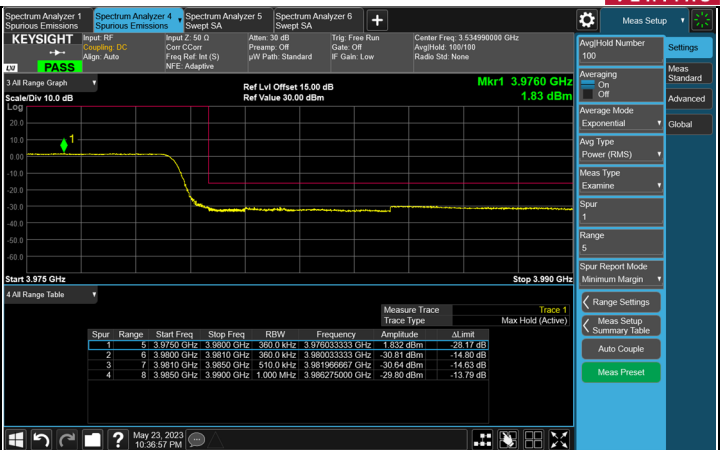 Spectrum Analyzer 1
Spurious Emissions
Spectrum Analyzer 4
Spurious Emissions
Spectrum Analyzer 5
Swept SA
Spectrum Analyzer 6
Swept SA
Meas Setup
KEYSIGHT
LXI PASS
Input: RF
Coupling: DC
Align: Auto
Input Z: 50 Ω
Corr CCorr
Freq Ref: Int (S)
NFE: Adaptive
Atten: 30 dB
Preamp: Off
µW Path: Standard
Trig: Free Run
Gate: Off
IF Gain: Low
Center Freq: 3.534990000 GHz
Avg|Hold: 100/100
Radio Std: None
3 All Range Graph
Scale/Div 10.0 dB
Ref Lvl Offset 15.00 dB
Ref Value 30.00 dBm
Mkr1 3.9760 GHz
1.83 dBm
Log
20.0
10.0
0.00
-10.0
-20.0
-30.0
-40.0
-50.0
-60.0
1
Start 3.975 GHz
Stop 3.990 GHz
4 All Range Table
Measure Trace Trace 1
Trace Type Max Hold (Active)
Spur Range Start Freq Stop Freq RBW Frequency Amplitude ΔLimit
1 5 3.9750 GHz 3.9800 GHz 360.0 kHz 3.976033333 GHz 1.832 dBm -28.17 dB
2 6 3.9800 GHz 3.9810 GHz 360.0 kHz 3.980033333 GHz -30.81 dBm -14.80 dB
3 7 3.9810 GHz 3.9850 GHz 510.0 kHz 3.981966667 GHz -30.64 dBm -14.63 dB
4 8 3.9850 GHz 3.9900 GHz 1.000 MHz 3.986275000 GHz -29.80 dBm -13.79 dB
Avg|Hold Number
100
Averaging
On
Off
Average Mode
Exponential
Avg Type
Power (RMS)
Meas Type
Examine
Spur
1
Range
5
Spur Report Mode
Minimum Margin
Range Settings
Meas Setup
Summary Table
Auto Couple
Meas Preset
Settings
Meas
Standard
Advanced
Global
?
May 23, 2023
10:36:57 PM